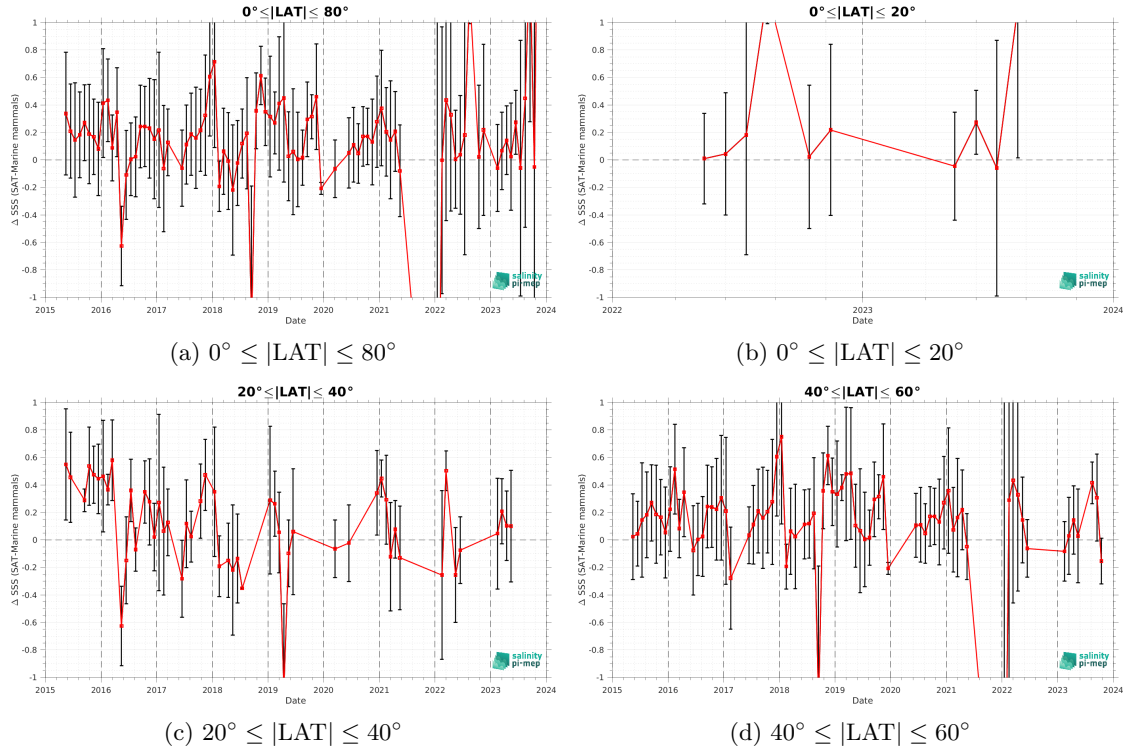 0°≤|LAT|≤ 80°
Δ SSS (SAT-Marine mammals)
1
0.8
0.6
0.4
0.2
0
-0.2
-0.4
-0.6
-0.8
-1
2015 2016 2017 2018 2019 2020 2021 2022 2023 2024
Date
salinity
pi-mep
(a) 0° ≤ |LAT| ≤ 80°
0°≤|LAT|≤ 20°
Δ SSS (SAT-Marine mammals)
1
0.8
0.6
0.4
0.2
0
-0.2
-0.4
-0.6
-0.8
-1
2022 2023 2024
Date
salinity
pi-mep
(b) 0° ≤ |LAT| ≤ 20°
20°≤|LAT|≤ 40°
Δ SSS (SAT-Marine mammals)
1
0.8
0.6
0.4
0.2
0
-0.2
-0.4
-0.6
-0.8
-1
2015 2016 2017 2018 2019 2020 2021 2022 2023 2024
Date
salinity
pi-mep
(c) 20° ≤ |LAT| ≤ 40°
40°≤|LAT|≤ 60°
Δ SSS (SAT-Marine mammals)
1
0.8
0.6
0.4
0.2
0
-0.2
-0.4
-0.6
-0.8
-1
2015 2016 2017 2018 2019 2020 2021 2022 2023 2024
Date
salinity
pi-mep
(d) 40° ≤ |LAT| ≤ 60°